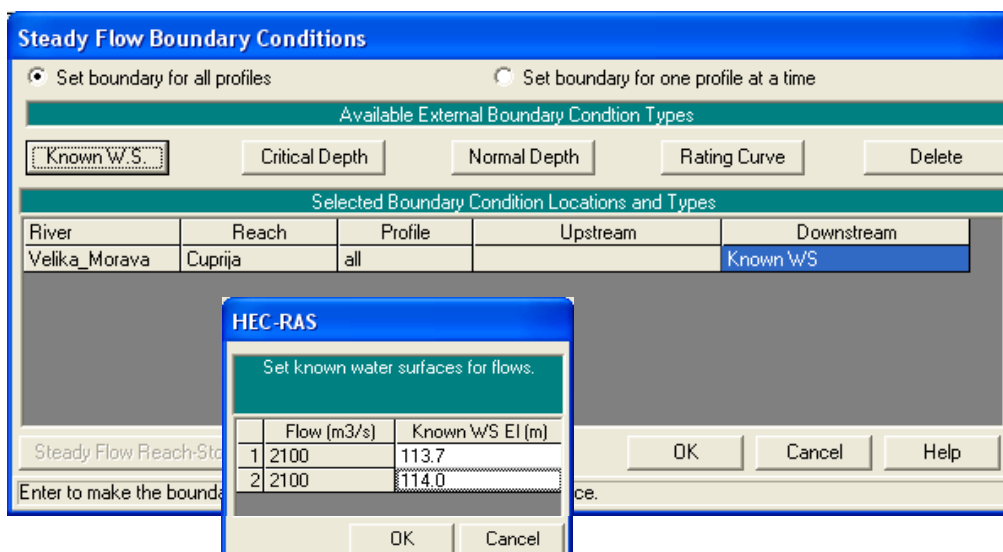 Steady Flow Boundary Conditions
Set boundary for all profiles Set boundary for one profile at a time
Available External Boundary Condtion Types
Known W.S. Critical Depth Normal Depth Rating Curve Delete
Selected Boundary Condition Locations and Types
River Reach Profile Upstream Downstream
Velika_Morava Cuprija all Known WS
HEC-RAS
Set known water surfaces for flows.
Flow (m3/s) Known WS El (m)
1 2100 113.7
2 2100 114.0
OK Cancel
Steady Flow Reach-Sto OK Cancel Help
Enter to make the bounda ce.